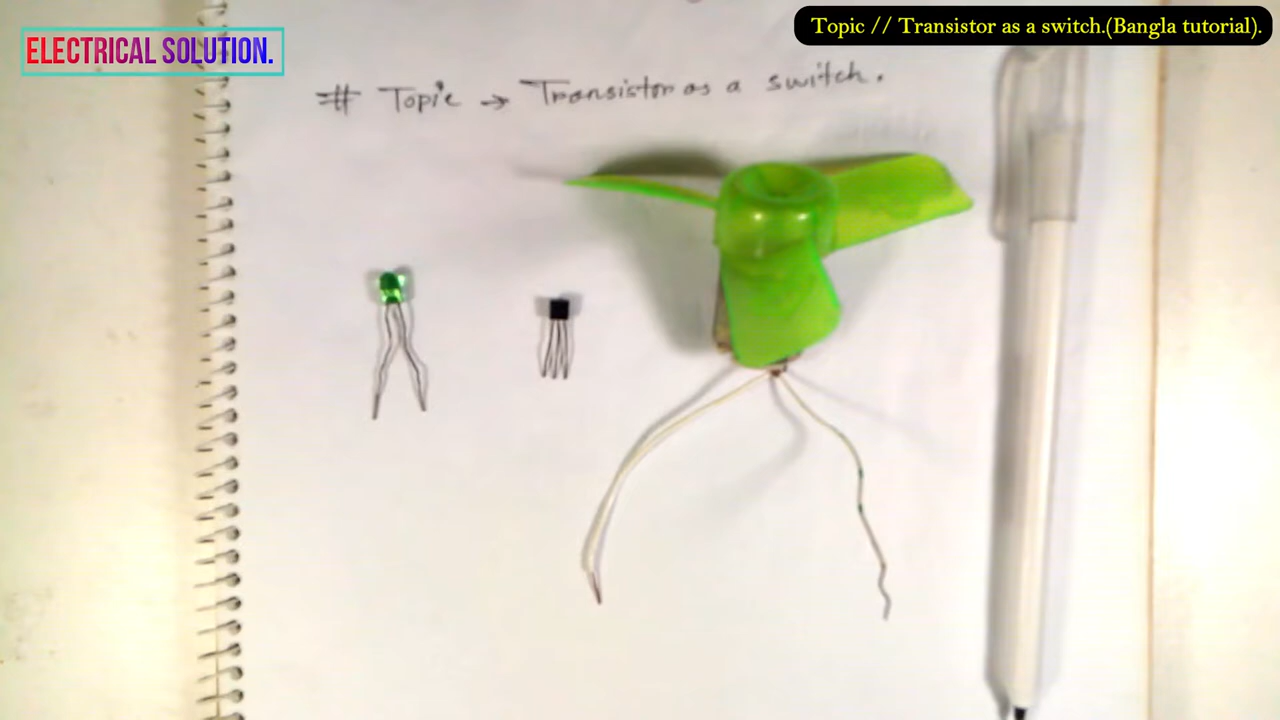 ELECTRICAL SOLUTION.
Topic // Transistor as a switch.(Bangla tutorial).
# Topic → Transistor as a switch.